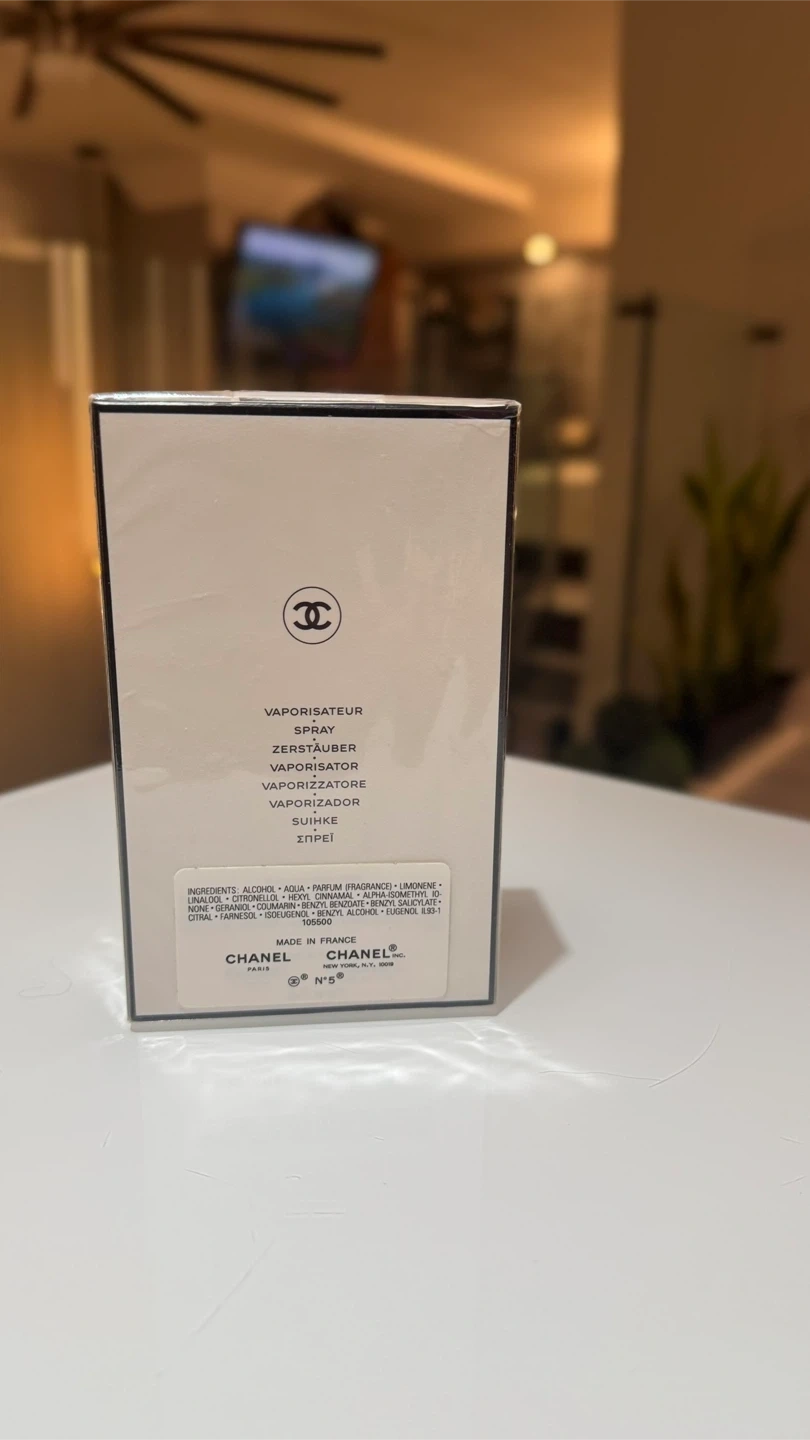 VAPORISATEUR
SPRAY
ZERSTÄUBER
VAPORISATOR
VAPORIZZATORE
VAPORIZADOR
SUIHKE
ΣΠΡΕΪ
INGREDIENTS: ALCOHOL • AQUA • PARFUM (FRAGRANCE) • LIMONENE •
LINALOOL • CITRONELLOL • HEXYL CINNAMAL • ALPHA-ISOMETHYL IO-
NONE • GERANIOL • COUMARIN • BENZYL BENZOATE • BENZYL SALICYLATE •
CITRAL • FARNESOL • ISOEUGENOL • BENZYL ALCOHOL • EUGENOL IL93-1
105500
MADE IN FRANCE
CHANEL CHANEL® INC.
PARIS NEW YORK, N.Y. 10019
® N°5®